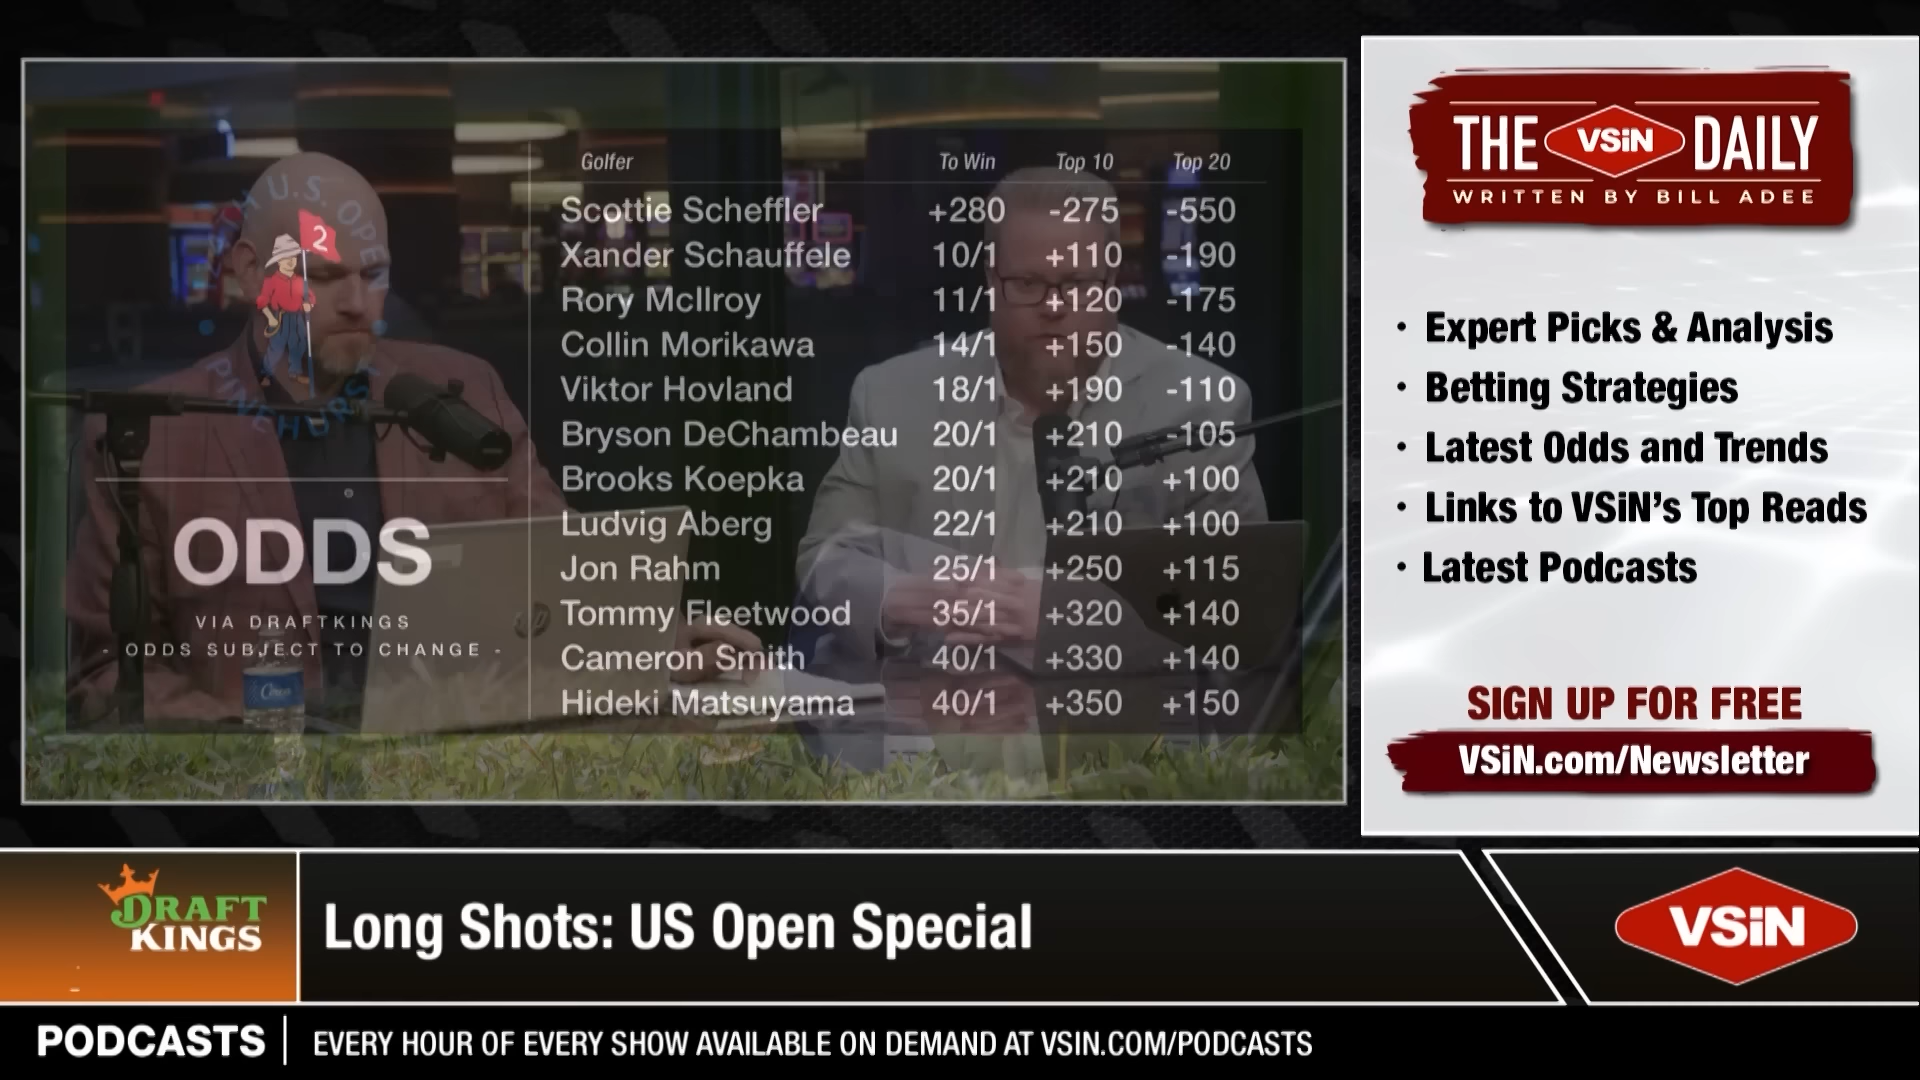 U.S. OPEN
2
PINEHURST
ODDS
VIA DRAFTKINGS
- ODDS SUBJECT TO CHANGE -
Golfer To Win Top 10 Top 20
Scottie Scheffler +280 -275 -550
Xander Schauffele 10/1 +110 -190
Rory McIlroy 11/1 +120 -175
Collin Morikawa 14/1 +150 -140
Viktor Hovland 18/1 +190 -110
Bryson DeChambeau 20/1 +210 -105
Brooks Koepka 20/1 +210 +100
Ludvig Aberg 22/1 +210 +100
Jon Rahm 25/1 +250 +115
Tommy Fleetwood 35/1 +320 +140
Cameron Smith 40/1 +330 +140
Hideki Matsuyama 40/1 +350 +150
THE VSiN DAILY
WRITTEN BY BILL ADEE
· Expert Picks & Analysis
· Betting Strategies
· Latest Odds and Trends
· Links to VSiN's Top Reads
· Latest Podcasts
SIGN UP FOR FREE
VSiN.com/Newsletter
DRAFT
KINGS
Long Shots: US Open Special
VSiN
PODCASTS | EVERY HOUR OF EVERY SHOW AVAILABLE ON DEMAND AT VSIN.COM/PODCASTS